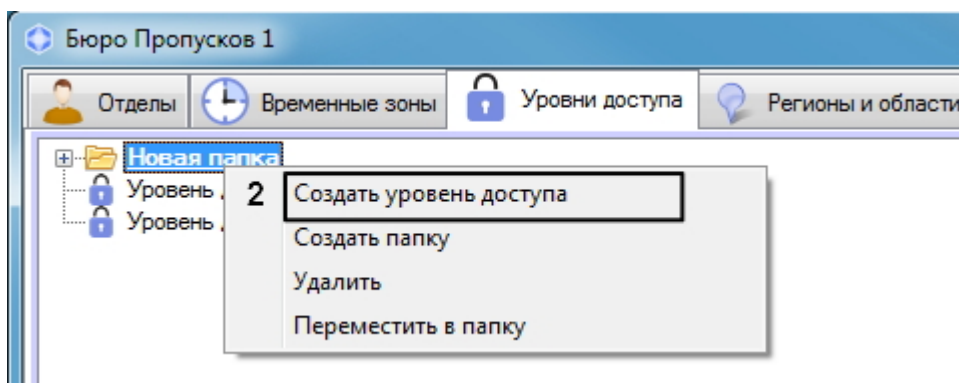 Бюро Пропусков 1
Отделы Временные зоны Уровни доступа Регионы и области
Новая папка
Уровень
2 Создать уровень доступа
Уровень
Создать папку
Удалить
Переместить в папку